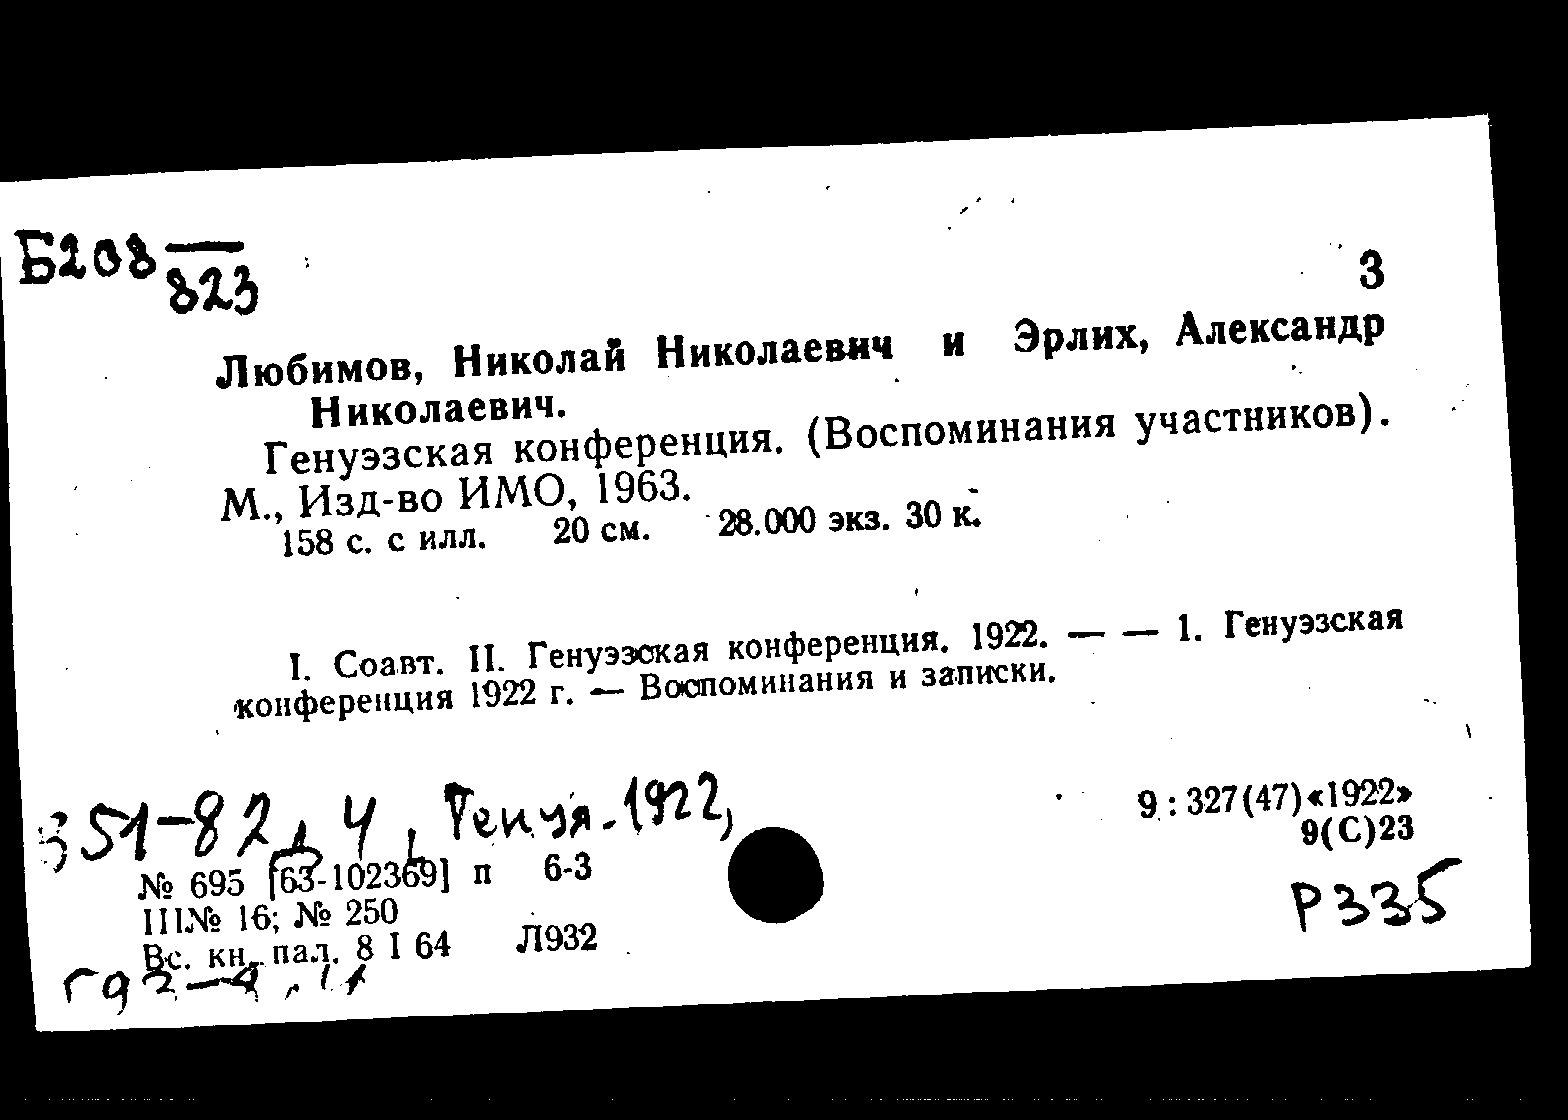 Б208 —
823
3
Любимов, Николай Николаевич и Эрлих, Александр
Николаевич.
Генуэзская конференция. (Воспоминания участников).
М., Изд-во ИМО, 1963.
158 с. с илл. 20 см. 28.000 экз. 30 к.
I. Соавт. II. Генуэзская конференция. 1922. — — 1. Генуэзская
конференция 1922 г. — Воспоминания и записки.
9 : 327(47)«1922»
9(С)23
351-82, 4, Генуя. 1922,
№ 695 [63-102369] п 6-3
III№ 16; № 250
Вс. кн. пал. 8 I 64 Л932
Р335